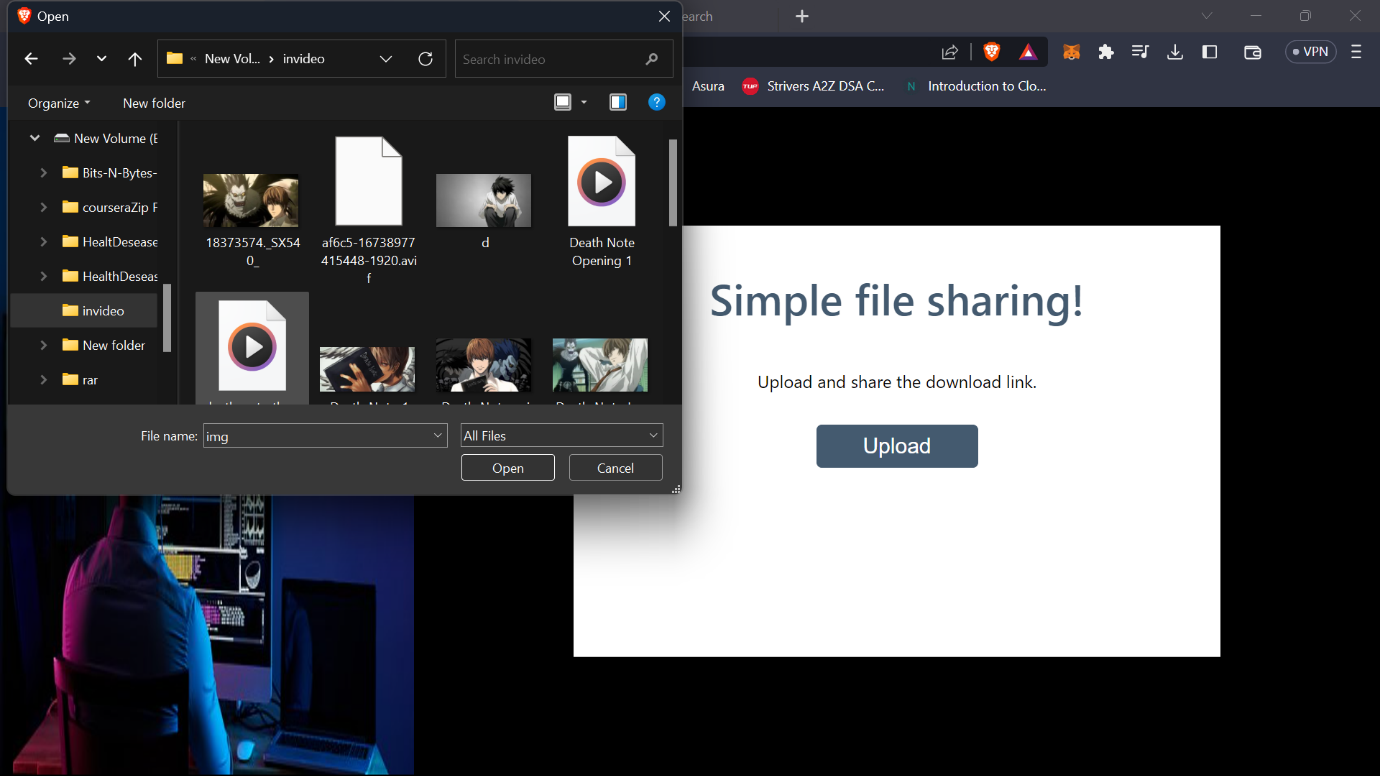 Open
earch
New Vol...
invideo
Search invideo
VPN
Organize
New folder
Asura
TUF
Strivers A2Z DSA C...
N
Introduction to Clo...
New Volume (E
Bits-N-Bytes-
courseraZip F
HealtDesease
HealthDeseas
invideo
New folder
rar
18373574._SX54
0_
af6c5-16738977
415448-1920.avi
f
d
Death Note
Opening 1
File name:
img
All Files
Open
Cancel
Simple file sharing!
Upload and share the download link.
Upload